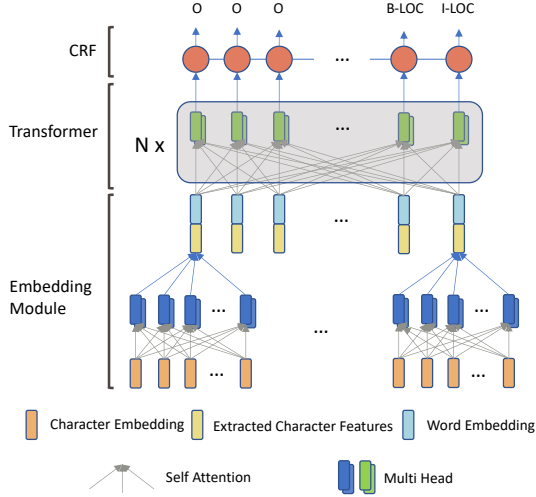 O O O B-LOC I-LOC
CRF
...
Transformer
N x
...
...
Embedding
Module
... ...
...
... ...
Character Embedding Extracted Character Features Word Embedding
Self Attention Multi Head